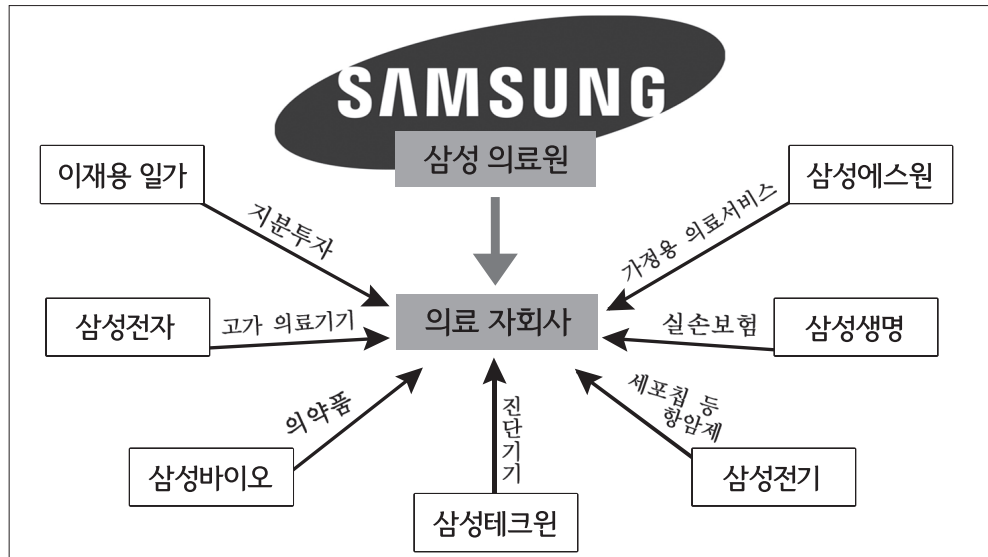 SAMSUNG
삼성 의료원
이재용 일가
삼성에스원
지분투자
가정용 의료서비스
의료 자회사
삼성전자
고가 의료기기
실손보험
삼성생명
의약품
진단기기
세포칩 등
항암제
삼성바이오
삼성테크윈
삼성전기